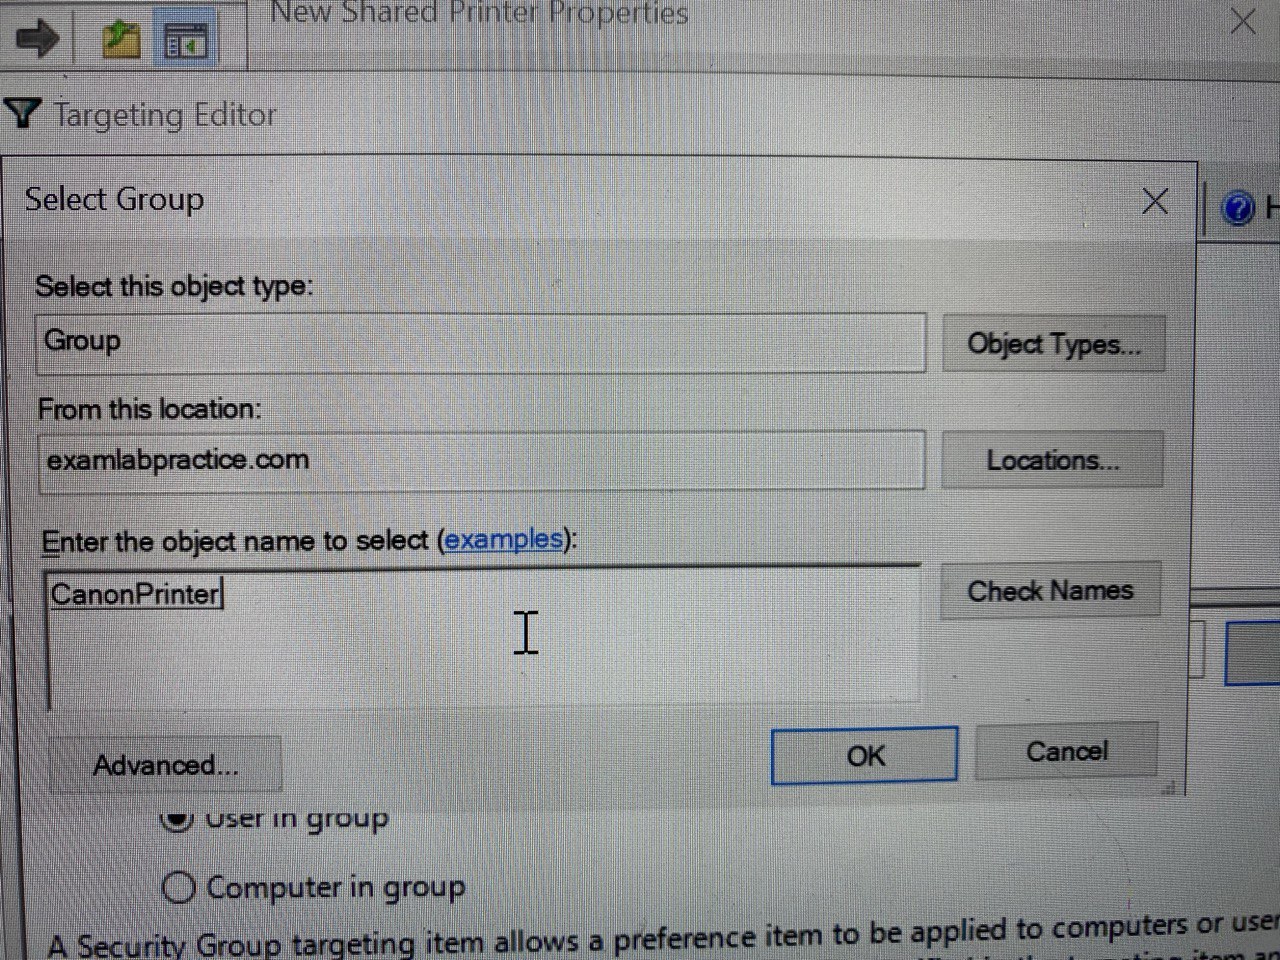 New Shared Printer Properties
Targeting Editor
Select Group
Select this object type:
Group
Object Types...
From this location:
examlabpractice.com
Locations...
Enter the object name to select (examples):
CanonPrinter
Check Names
Advanced...
OK
Cancel
User in group
Computer in group
A Security Group targeting item allows a preference item to be applied to computers or user